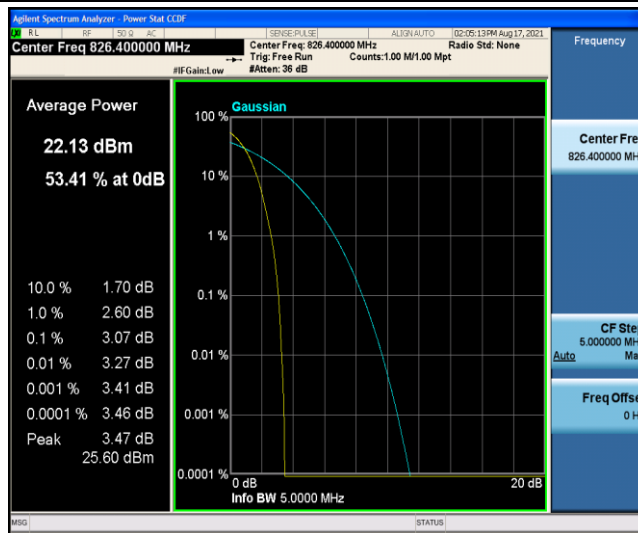 Agilent Spectrum Analyzer - Power Stat CCDF
RL RF 50 Ω AC SENSE:PULSE ALIGN AUTO 02:05:13 PM Aug 17, 2021
Center Freq 826.400000 MHz
Center Freq: 826.400000 MHz Radio Std: None
Trig: Free Run Counts:1.00 M/1.00 Mpt
#IFGain:Low #Atten: 36 dB
Frequency
Average Power
22.13 dBm
53.41 % at 0dB
10.0 % 1.70 dB
1.0 % 2.60 dB
0.1 % 3.07 dB
0.01 % 3.27 dB
0.001 % 3.41 dB
0.0001 % 3.46 dB
Peak 3.47 dB
25.60 dBm
Gaussian
100 %
10 %
1 %
0.1 %
0.01 %
0.001 %
0.0001 %
0 dB 20 dB
Info BW 5.0000 MHz
Center Fre
826.400000 MH
CF Ste
5.000000 MH
Auto Ma
Freq Offse
0 H
MSG STATUS